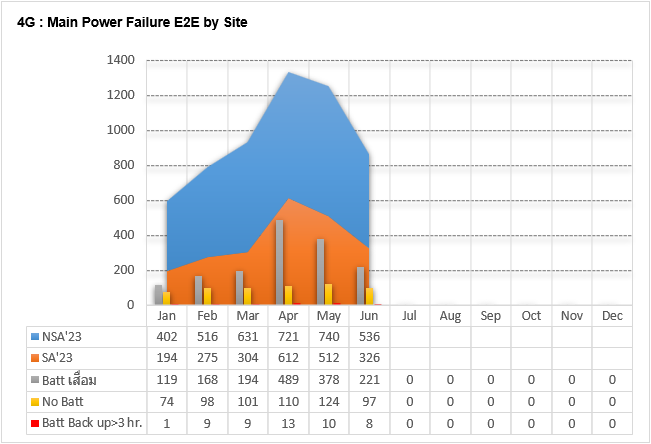 4G : Main Power Failure E2E by Site
1400
1200
1000
800
600
400
200
0
Jan Feb Mar Apr May Jun Jul Aug Sep Oct Nov Dec
NSA'23 402 516 631 721 740 536
SA'23 194 275 304 612 512 326
Batt เสื่อม 119 168 194 489 378 221 0 0 0 0 0 0
No Batt 74 98 101 110 124 97 0 0 0 0 0 0
Batt Back up>3 hr. 1 9 9 13 10 8 0 0 0 0 0 0